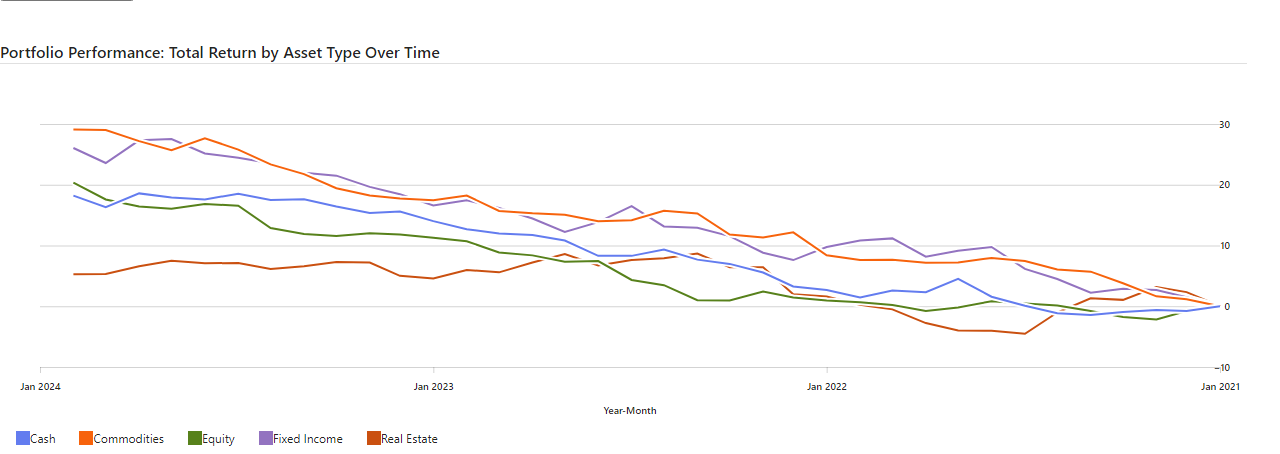 Portfolio Performance: Total Return by Asset Type Over Time
30
20
10
0
–10
Jan 2024
Jan 2023
Jan 2022
Jan 2021
Year-Month
Cash
Commodities
Equity
Fixed Income
Real Estate